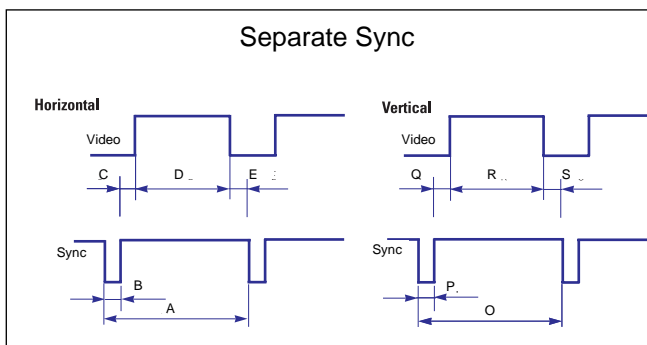 Separate Sync
Horizontal
Vertical
Video
Video
C D E
Q R S
Sync
Sync
B
P.
A
O